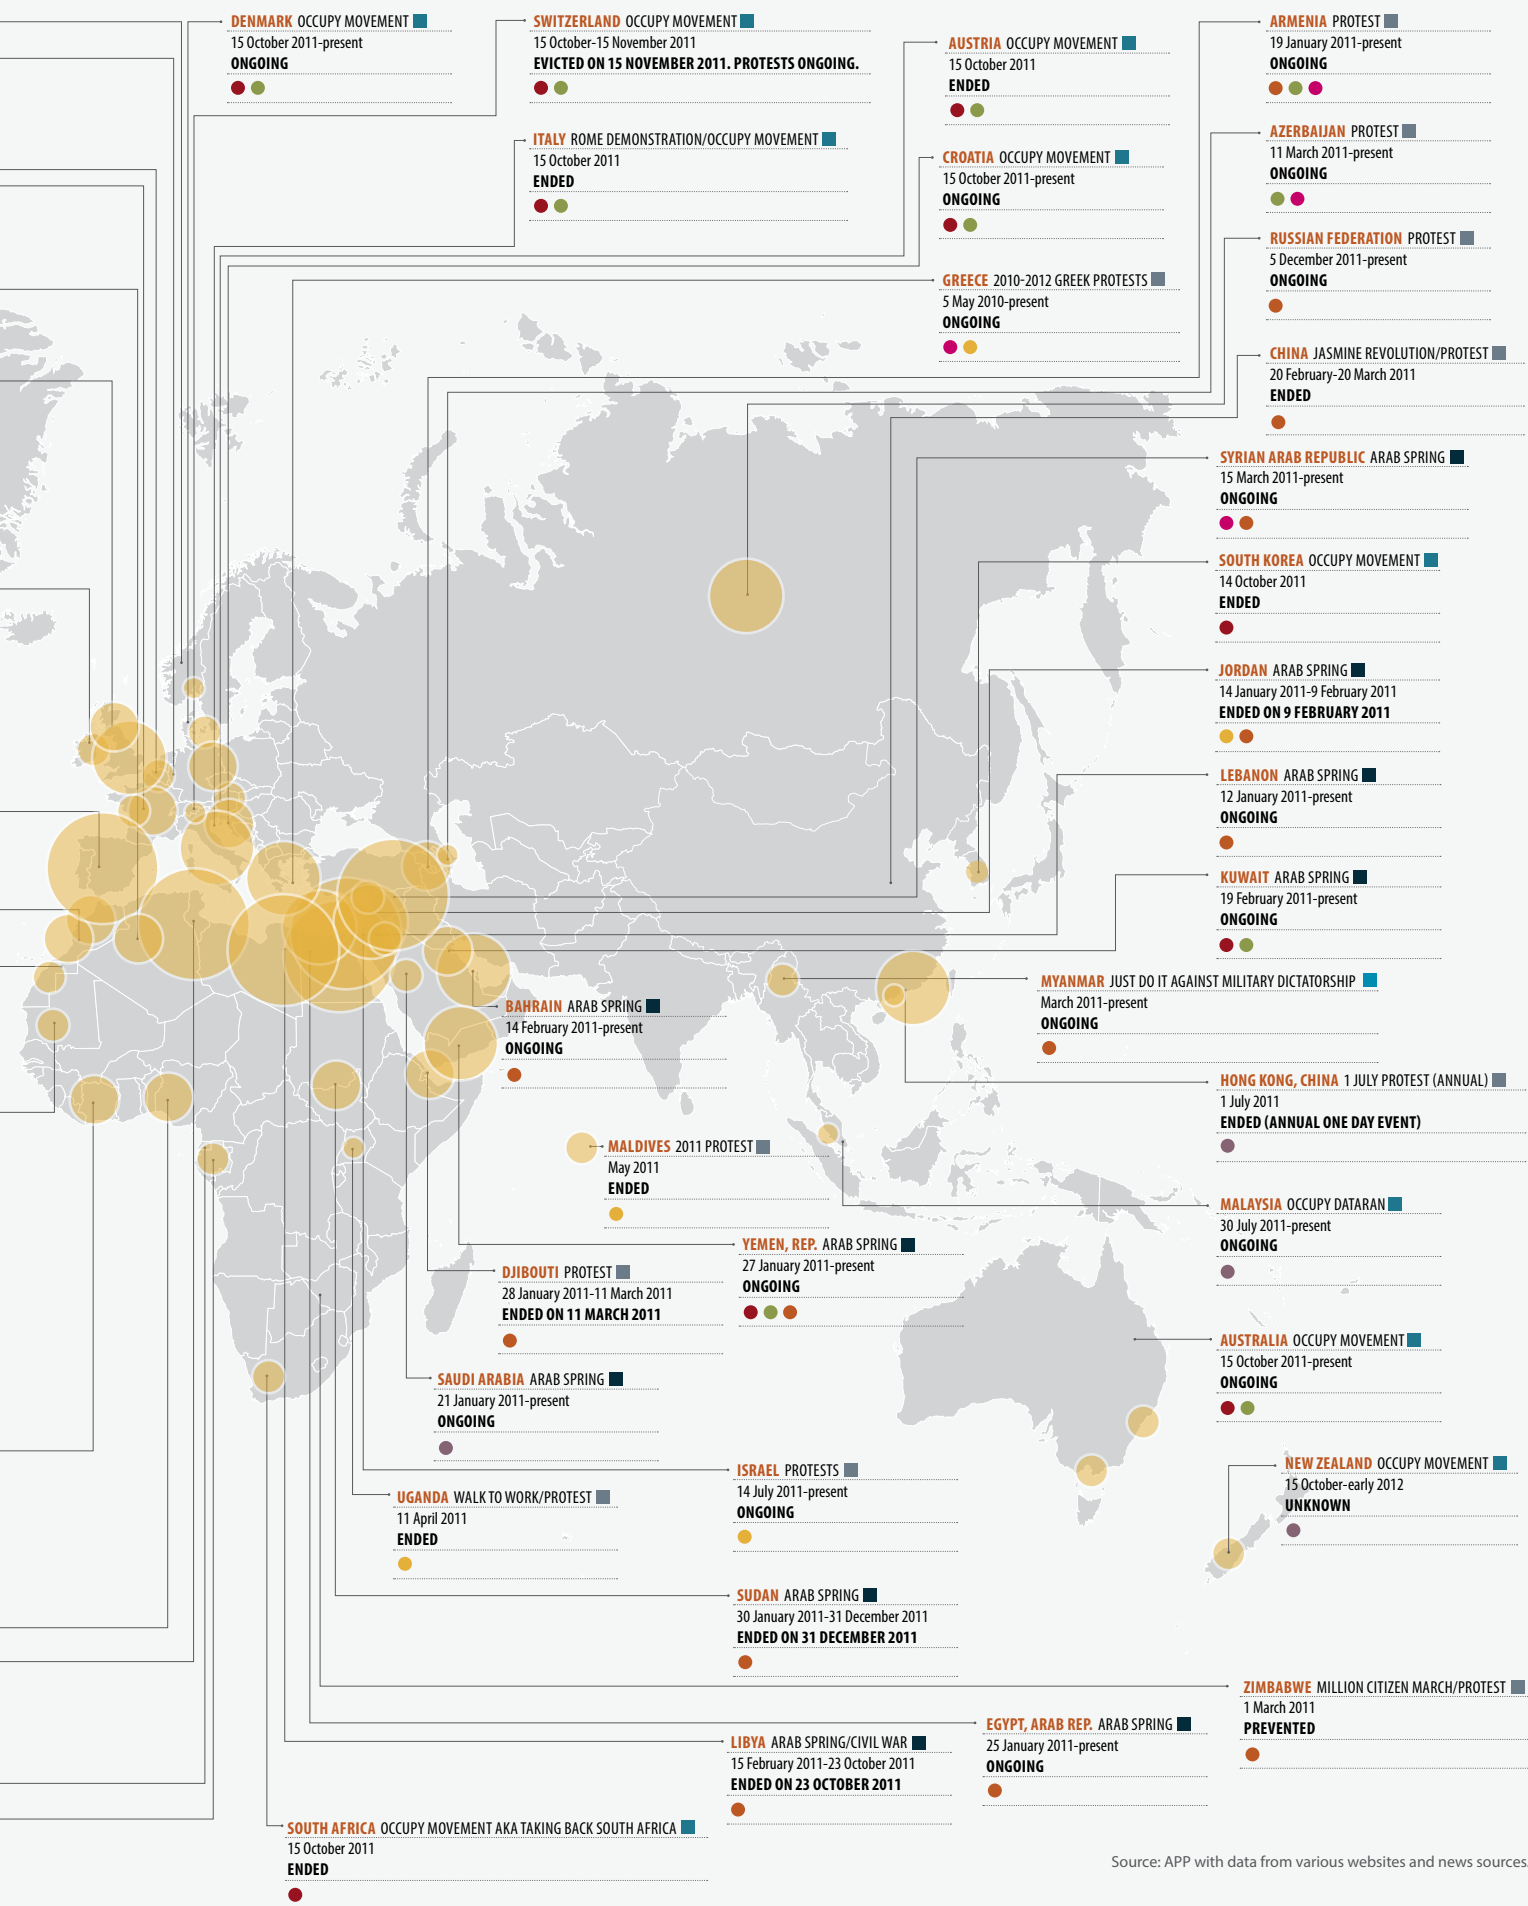 DENMARK OCCUPY MOVEMENT
15 October 2011-present
ONGOING
SWITZERLAND OCCUPY MOVEMENT
15 October-15 November 2011
EVICTED ON 15 NOVEMBER 2011. PROTESTS ONGOING.
AUSTRIA OCCUPY MOVEMENT
15 October 2011
ENDED
ARMENIA PROTEST
19 January 2011-present
ONGOING
ITALY ROME DEMONSTRATION/OCCUPY MOVEMENT
15 October 2011
ENDED
CROATIA OCCUPY MOVEMENT
15 October 2011-present
ONGOING
AZERBAIJAN PROTEST
11 March 2011-present
ONGOING
GREECE 2010-2012 GREEK PROTESTS
5 May 2010-present
ONGOING
RUSSIAN FEDERATION PROTEST
5 December 2011-present
ONGOING
CHINA JASMINE REVOLUTION/PROTEST
20 February-20 March 2011
ENDED
SYRIAN ARAB REPUBLIC ARAB SPRING
15 March 2011-present
ONGOING
SOUTH KOREA OCCUPY MOVEMENT
14 October 2011
ENDED
JORDAN ARAB SPRING
14 January 2011-9 February 2011
ENDED ON 9 FEBRUARY 2011
LEBANON ARAB SPRING
12 January 2011-present
ONGOING
KUWAIT ARAB SPRING
19 February 2011-present
ONGOING
MYANMAR JUST DO IT AGAINST MILITARY DICTATORSHIP
March 2011-present
ONGOING
BAHRAIN ARAB SPRING
14 February 2011-present
ONGOING
HONG KONG, CHINA 1 JULY PROTEST (ANNUAL)
1 July 2011
ENDED (ANNUAL ONE DAY EVENT)
MALDIVES 2011 PROTEST
May 2011
ENDED
MALAYSIA OCCUPY DATARAN
30 July 2011-present
ONGOING
YEMEN, REP. ARAB SPRING
27 January 2011-present
ONGOING
DJIBOUTI PROTEST
28 January 2011-11 March 2011
ENDED ON 11 MARCH 2011
AUSTRALIA OCCUPY MOVEMENT
15 October 2011-present
ONGOING
SAUDI ARABIA ARAB SPRING
21 January 2011-present
ONGOING
ISRAEL PROTESTS
14 July 2011-present
ONGOING
NEW ZEALAND OCCUPY MOVEMENT
15 October-early 2012
UNKNOWN
UGANDA WALK TO WORK/PROTEST
11 April 2011
ENDED
SUDAN ARAB SPRING
30 January 2011-31 December 2011
ENDED ON 31 DECEMBER 2011
ZIMBABWE MILLION CITIZEN MARCH/PROTEST
1 March 2011
PREVENTED
EGYPT, ARAB REP. ARAB SPRING
25 January 2011-present
ONGOING
LIBYA ARAB SPRING/CIVIL WAR
15 February 2011-23 October 2011
ENDED ON 23 OCTOBER 2011
SOUTH AFRICA OCCUPY MOVEMENT AKA TAKING BACK SOUTH AFRICA
15 October 2011
ENDED
Source: APP with data from various websites and news sources.